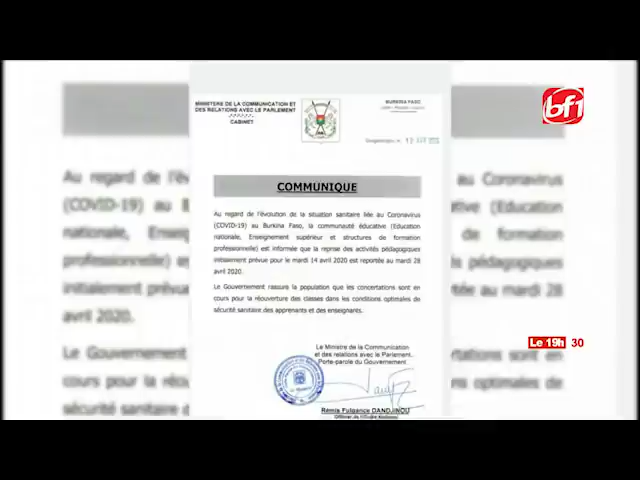 MINISTERE DE LA COMMUNICATION ET
DES RELATIONS AVEC LE PARLEMENT
CABINET
BURKINA FASO
bf1
COMMUNIQUE
Au regard de l'évolution de la situation sanitaire liée au Coronavirus
(COVID-19) au Burkina Faso, la communauté éducative (Education
nationale, Enseignement supérieur et structures de formation
professionnelle) est informée que la reprise des activités pédagogiques
initialement prévue pour le mardi 14 avril 2020 est reportée au mardi 28
avril 2020.
Le Gouvernement rassure la population que les concertations sont en
cours pour la réouverture des classes dans les conditions optimales de
sécurité sanitaire des apprenants et des enseignants.
Le Ministre de la Communication
et des relations avec le Parlement,
Porte-parole du Gouvernement
Rémis Fulgance DANDJINOU
Le 19h 30